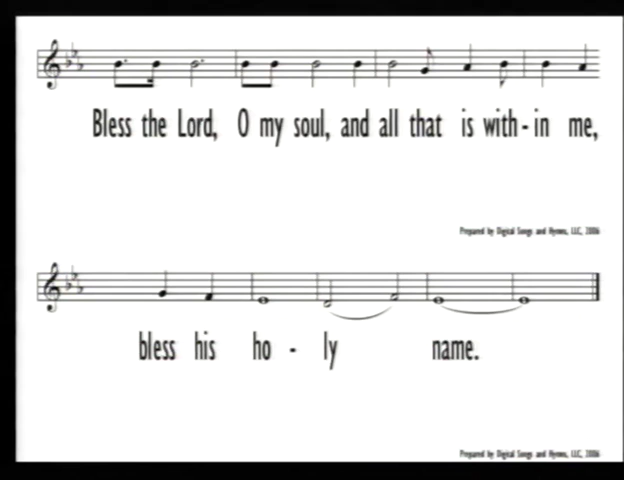 Bless the Lord, O my soul, and all that is with - in me,
Prepared by Digital Songs and Hymns, LLC, 2006
bless his ho - ly name.
Prepared by Digital Songs and Hymns, LLC, 2006